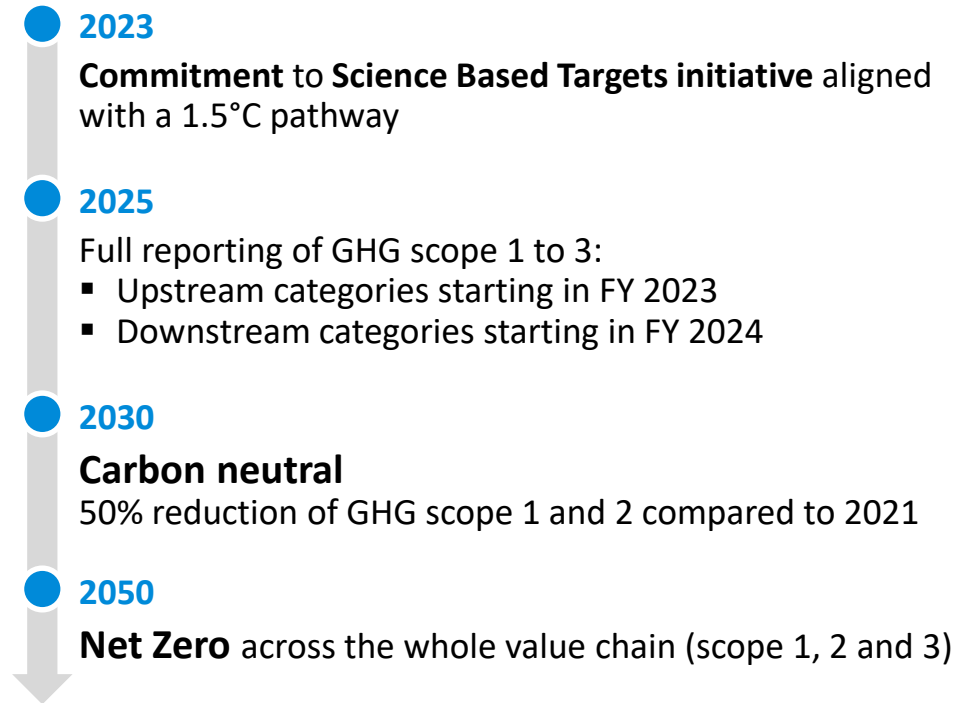 2023
Commitment to Science Based Targets initiative aligned
with a 1.5°C pathway
2025
Full reporting of GHG scope 1 to 3:
▪ Upstream categories starting in FY 2023
▪ Downstream categories starting in FY 2024
2030
Carbon neutral
50% reduction of GHG scope 1 and 2 compared to 2021
2050
Net Zero across the whole value chain (scope 1, 2 and 3)